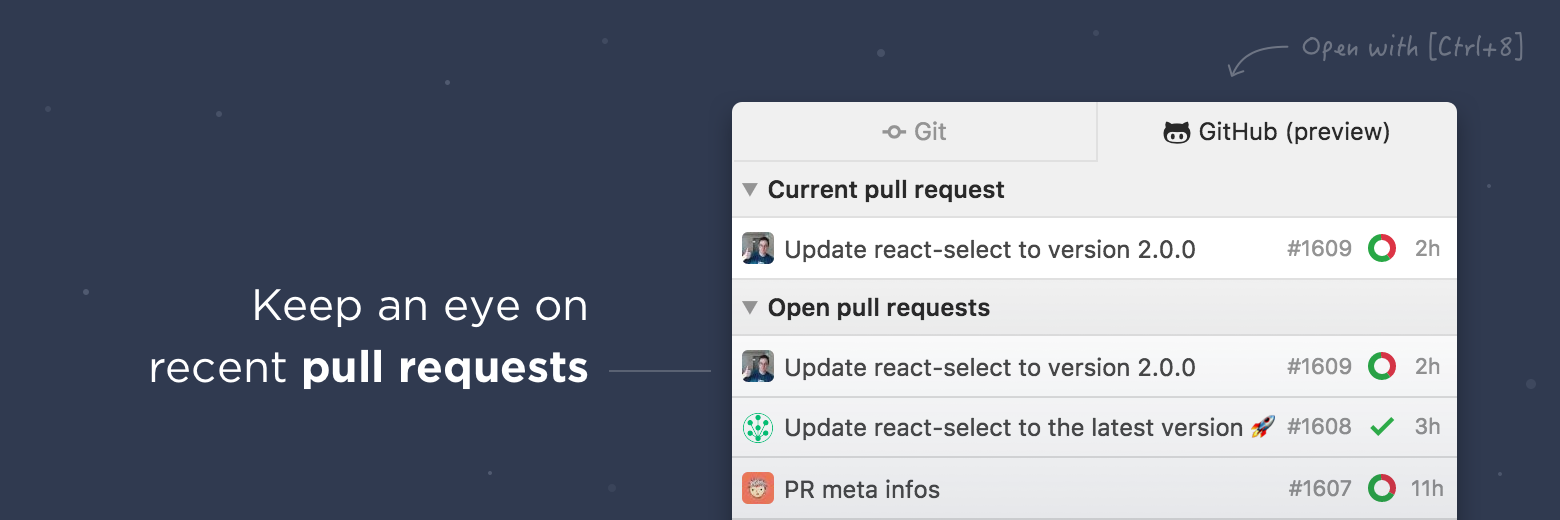 Open with [Ctrl+8]
Git
GitHub (preview)
Current pull request
Update react-select to version 2.0.0 #1609 2h
Keep an eye on
recent pull requests
Open pull requests
Update react-select to version 2.0.0 #1609 2h
Update react-select to the latest version 🚀 #1608 3h
PR meta infos #1607 11h